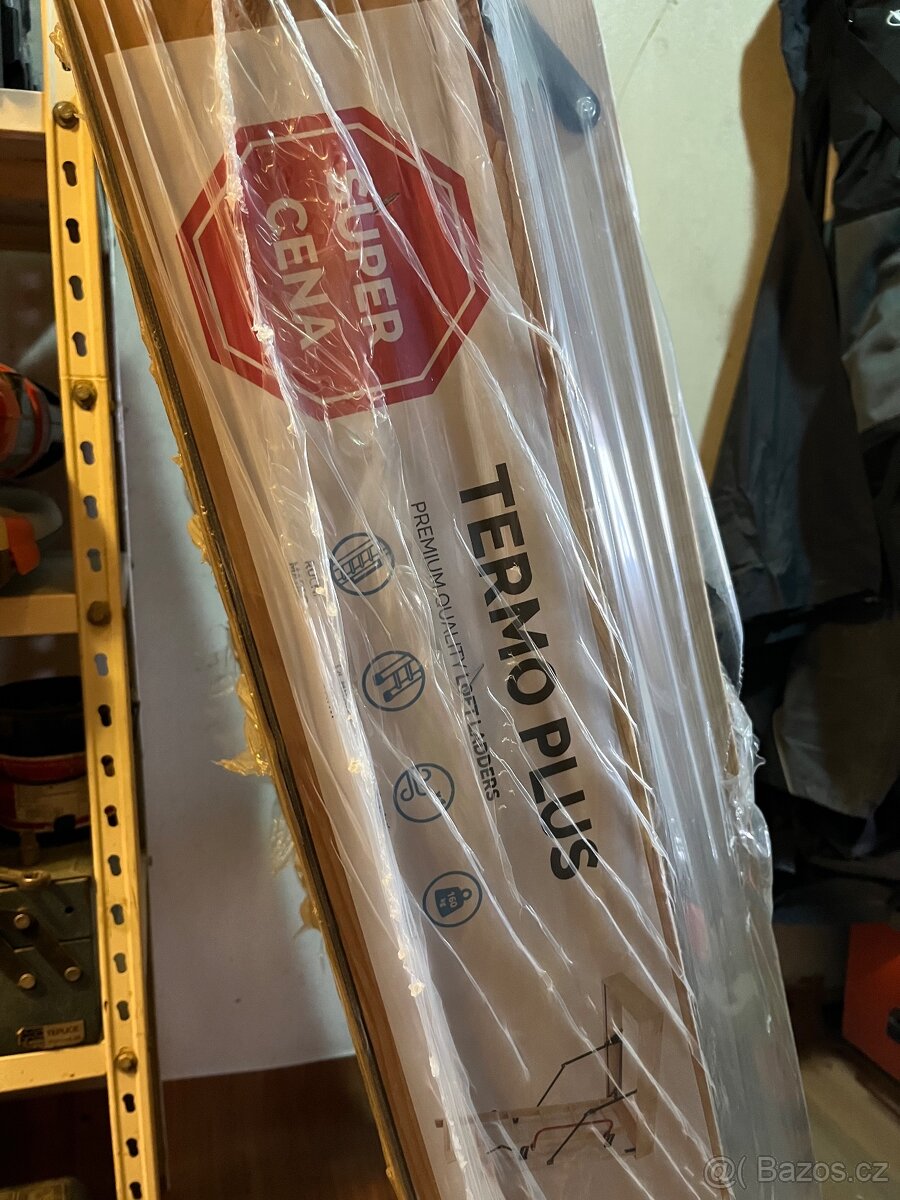 SUPER
CENA
TERMO PLUS
PREMIUM QUALITY LOFT LADDERS
160
kg
TEPLICE
@( Bazos.cz